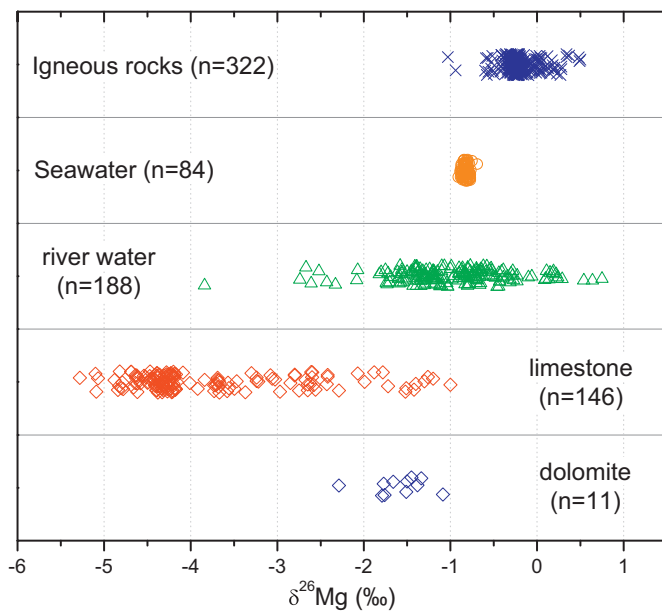 Igneous rocks (n=322)
Seawater (n=84)
river water
(n=188)
limestone
(n=146)
dolomite
(n=11)
-6 -5 -4 -3 -2 -1 0 1
δ²⁶Mg (‰)